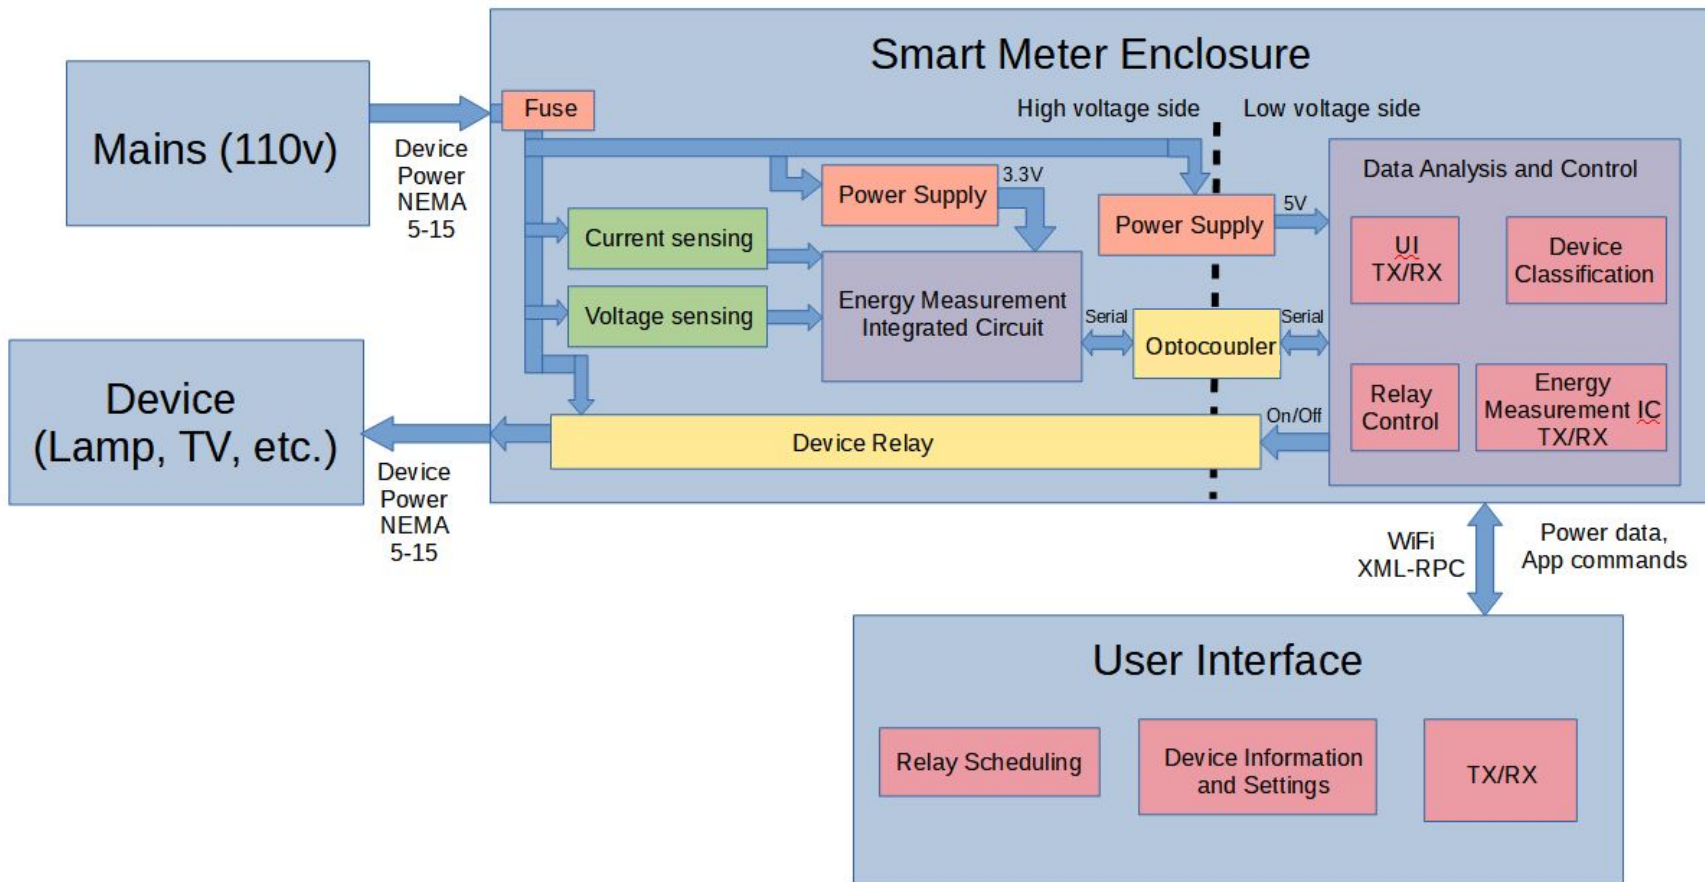 Smart Meter Enclosure
Mains (110v)
Device
Power
NEMA
5-15
Fuse
High voltage side
Low voltage side
Power Supply
3.3V
Power Supply
5V
Current sensing
Voltage sensing
Energy Measurement
Integrated Circuit
Serial
Optocoupler
Serial
Data Analysis and Control
UI
TX/RX
Device
Classification
Relay
Control
Energy
Measurement IC
TX/RX
Device
(Lamp, TV, etc.)
Device
Power
NEMA
5-15
Device Relay
On/Off
WiFi
XML-RPC
Power data,
App commands
User Interface
Relay Scheduling
Device Information
and Settings
TX/RX